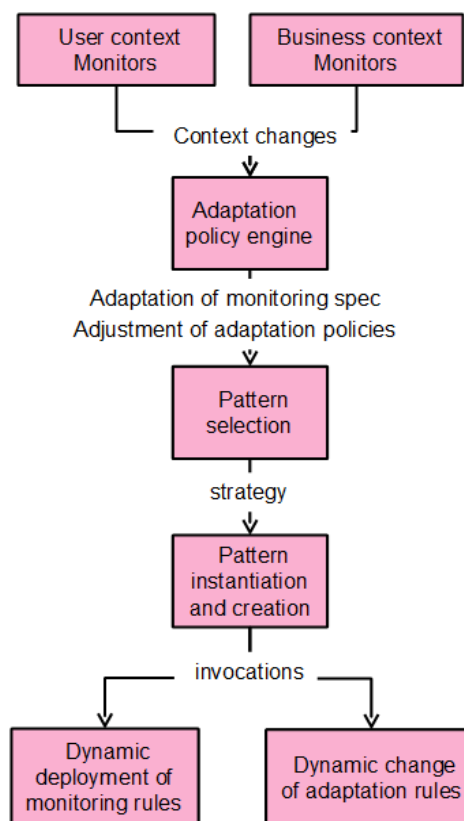 User context
Monitors
Business context
Monitors
Context changes
Adaptation
policy engine
Adaptation of monitoring spec
Adjustment of adaptation policies
Pattern
selection
strategy
Pattern
instantiation
and creation
invocations
Dynamic
deployment of
monitoring rules
Dynamic change
of adaptation rules